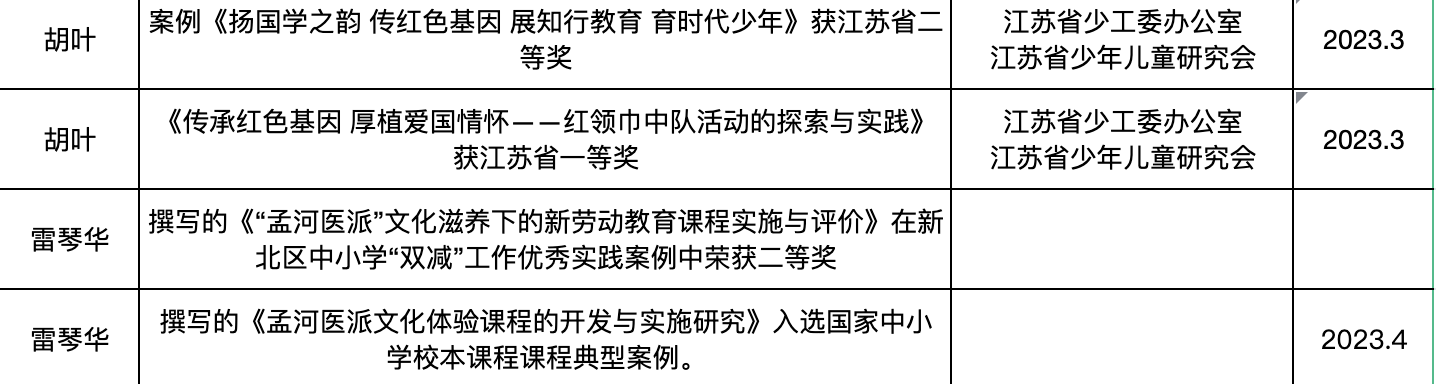 胡叶
案例《扬国学之韵 传红色基因 展知行教育 育时代少年》获江苏省二
等奖
江苏省少工委办公室
江苏省少年儿童研究会
2023.3
胡叶
《传承红色基因 厚植爱国情怀——红领巾中队活动的探索与实践》
获江苏省一等奖
江苏省少工委办公室
江苏省少年儿童研究会
2023.3
雷琴华
撰写的《“孟河医派”文化滋养下的新劳动教育课程实施与评价》在新
北区中小学“双减”工作优秀实践案例中荣获二等奖
雷琴华
撰写的《孟河医派文化体验课程的开发与实施研究》入选国家中小
学校本课程课程典型案例。
2023.4